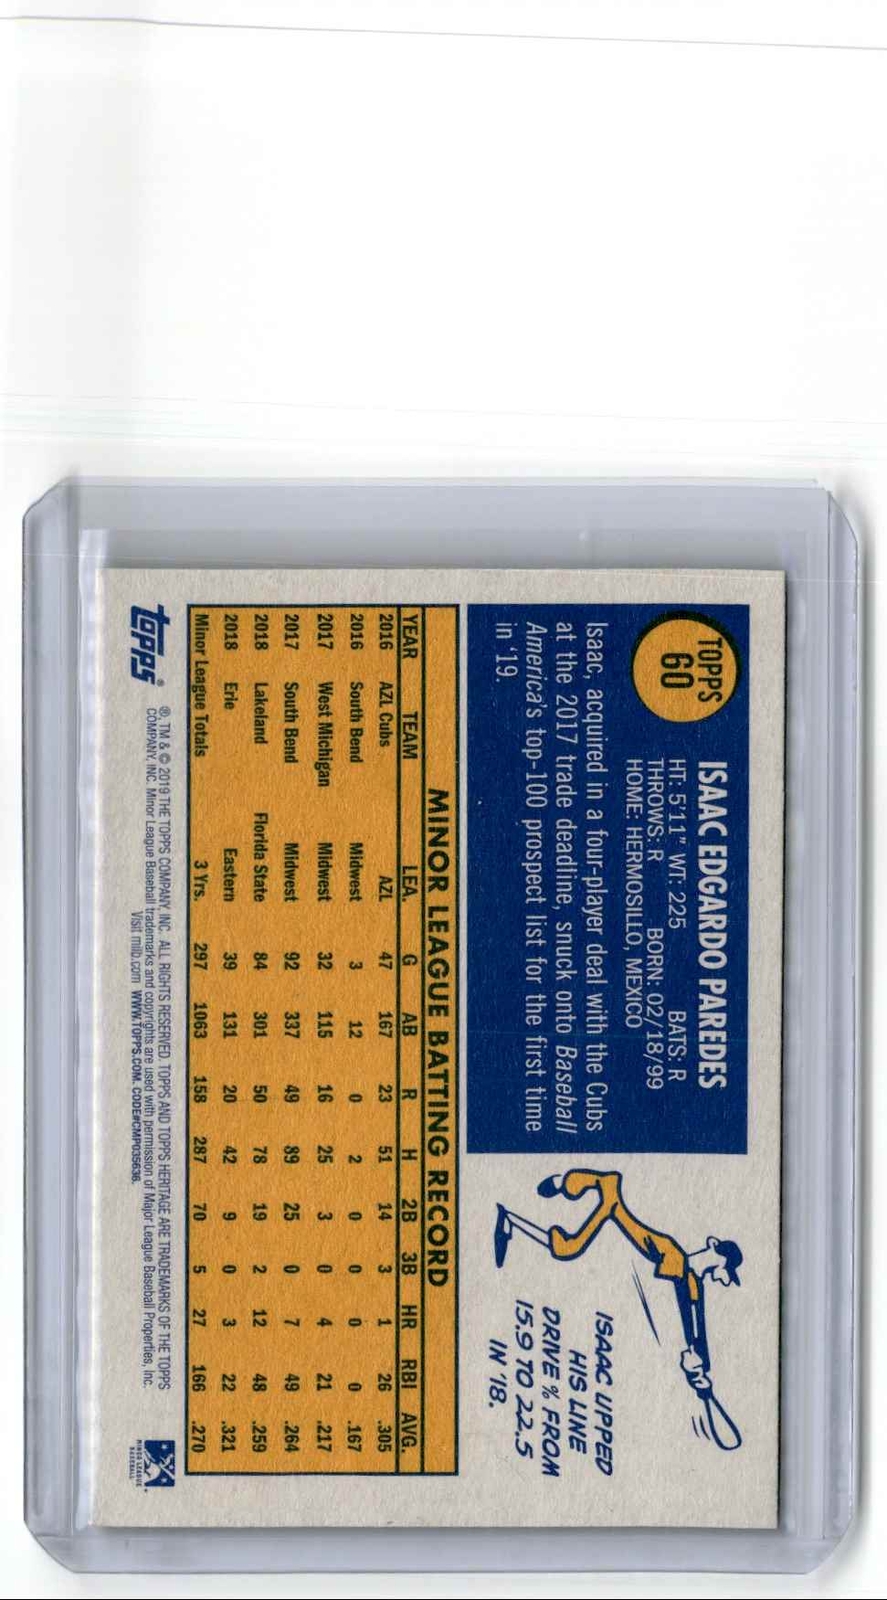 TOPPS
60
ISAAC EDGARDO PAREDES
HT: 5'11" WT: 225 BATS: R
THROWS: R BORN: 02/18/99
HOME: HERMOSILLO, MEXICO
Isaac, acquired in a four-player deal with the Cubs
at the 2017 trade deadline, snuck onto Baseball
America's top-100 prospect list for the first time
in '19.
ISAAC UPPED
HIS LINE
DRIVE % FROM
15.9 TO 22.5
IN '18.
MINOR LEAGUE BATTING RECORD
YEAR TEAM LEA. G AB R H 2B 3B HR RBI AVG.
2016 AZL Cubs AZL 47 167 23 51 14 3 1 26 .305
2016 South Bend Midwest 3 12 0 2 0 0 0 0 .167
2017 West Michigan Midwest 32 115 16 25 3 0 4 21 .217
2017 South Bend Midwest 92 337 49 89 25 0 7 49 .264
2018 Lakeland Florida State 84 301 50 78 19 2 12 48 .259
2018 Erie Eastern 39 131 20 42 9 0 3 22 .321
Minor League Totals 3 Yrs. 297 1063 158 287 70 5 27 166 .270
topps®
®, TM & © 2019 THE TOPPS COMPANY, INC. ALL RIGHTS RESERVED. TOPPS AND TOPPS HERITAGE ARE TRADEMARKS OF THE TOPPS
COMPANY, INC. Minor League Baseball trademarks and copyrights are used with permission of Major League Baseball Properties, Inc.
Visit milb.com WWW.TOPPS.COM. CODE#CMP035636.
MINOR LEAGUE
BASEBALL